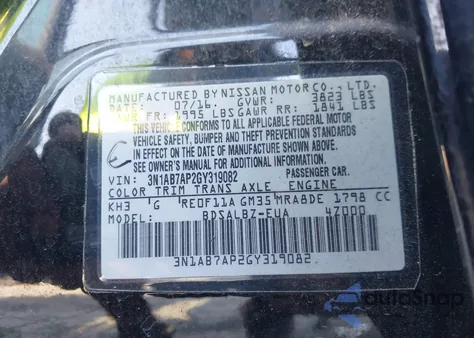 MANUFACTURED BY NISSAN MOTOR CO., LTD.
DATE: 07/16. GVWR: 3823 LBS
GAWR FR: 1995 LBS GAWR RR: 1841 LBS
THIS VEHICLE CONFORMS TO ALL APPLICABLE FEDERAL MOTOR
VEHICLE SAFETY, BUMPER AND THEFT PREVENTION STANDARDS
IN EFFECT ON THE DATE OF MANUFACTURE SHOWN ABOVE.
SEE OWNER'S MANUAL FOR ADDITIONAL INFORMATION
VIN: 3N1AB7AP2GY319082 PASSENGER CAR.
COLOR TRIM TRANS AXLE ENGINE
KH3 G RE0F11A GM35 MRA8DE 1798 CC
MODEL: BDSALBZ-EUA 47000
3N1AB7AP2GY319082
autoSnap